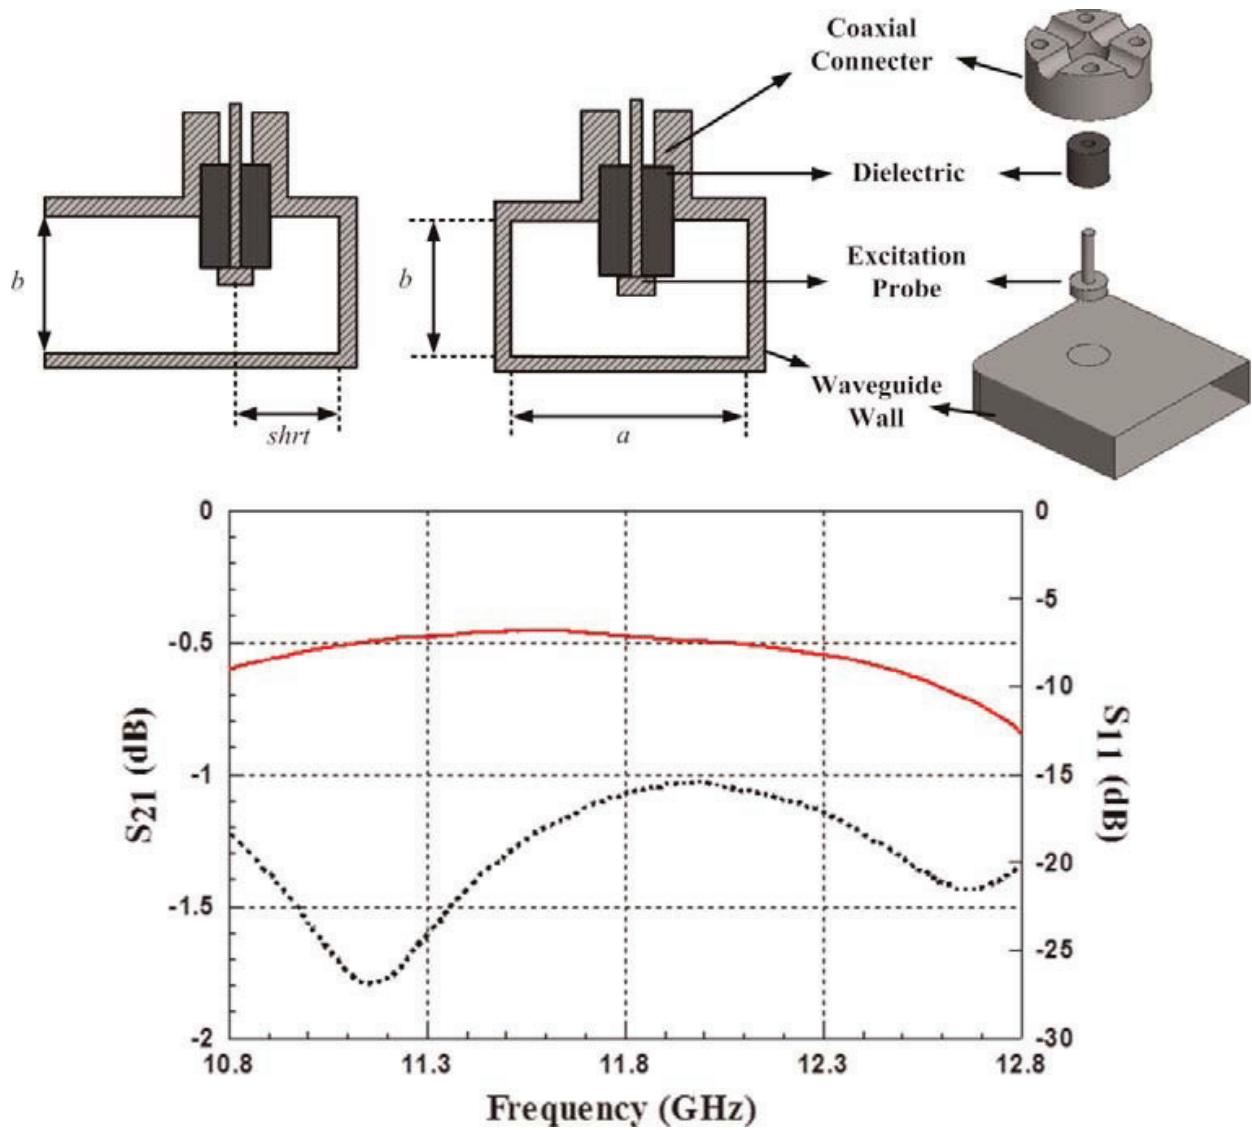 Coaxial
Connecter
Dielectric
Excitation
Probe
Waveguide
Wall
b
shrt
b
a
0
-0.5
-1
-1.5
-2
S21 (dB)
0
-5
-10
-15
-20
-25
-30
S11 (dB)
10.8
11.3
11.8
12.3
12.8
Frequency (GHz)